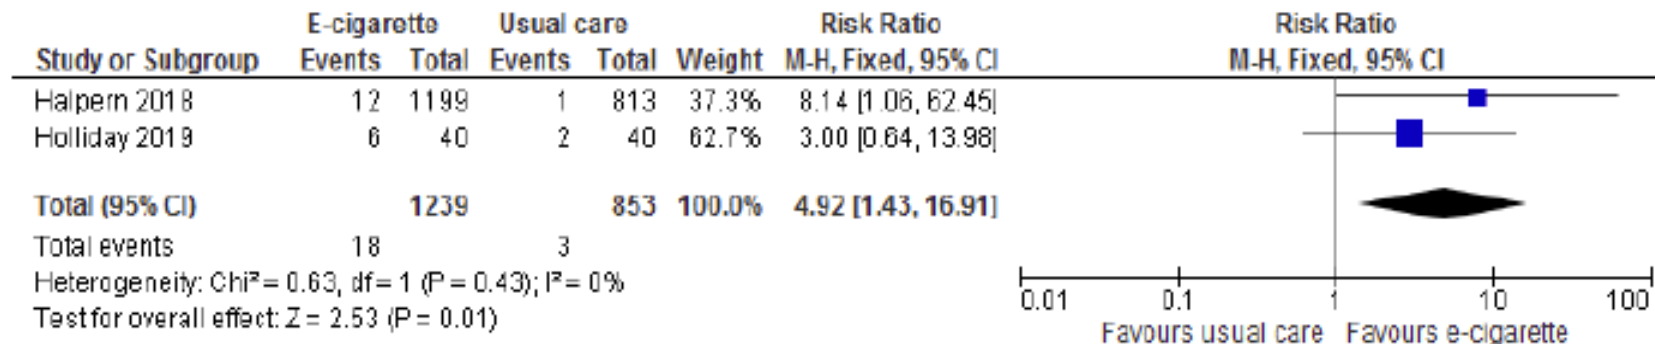 E-cigarette Usual care Risk Ratio Risk Ratio
Study or Subgroup Events Total Events Total Weight M-H, Fixed, 95% CI M-H, Fixed, 95% CI
Halpern 2018 12 1199 1 813 37.3% 8.14 [1.06, 62.45]
Holliday 2019 6 40 2 40 62.7% 3.00 [0.64, 13.98]
Total (95% CI) 1239 853 100.0% 4.92 [1.43, 16.91]
Total events 18 3
Heterogeneity: Chi² = 0.63, df = 1 (P = 0.43); I² = 0%
Test for overall effect: Z = 2.53 (P = 0.01)
0.01 0.1 1 10 100
Favours usual care Favours e-cigarette